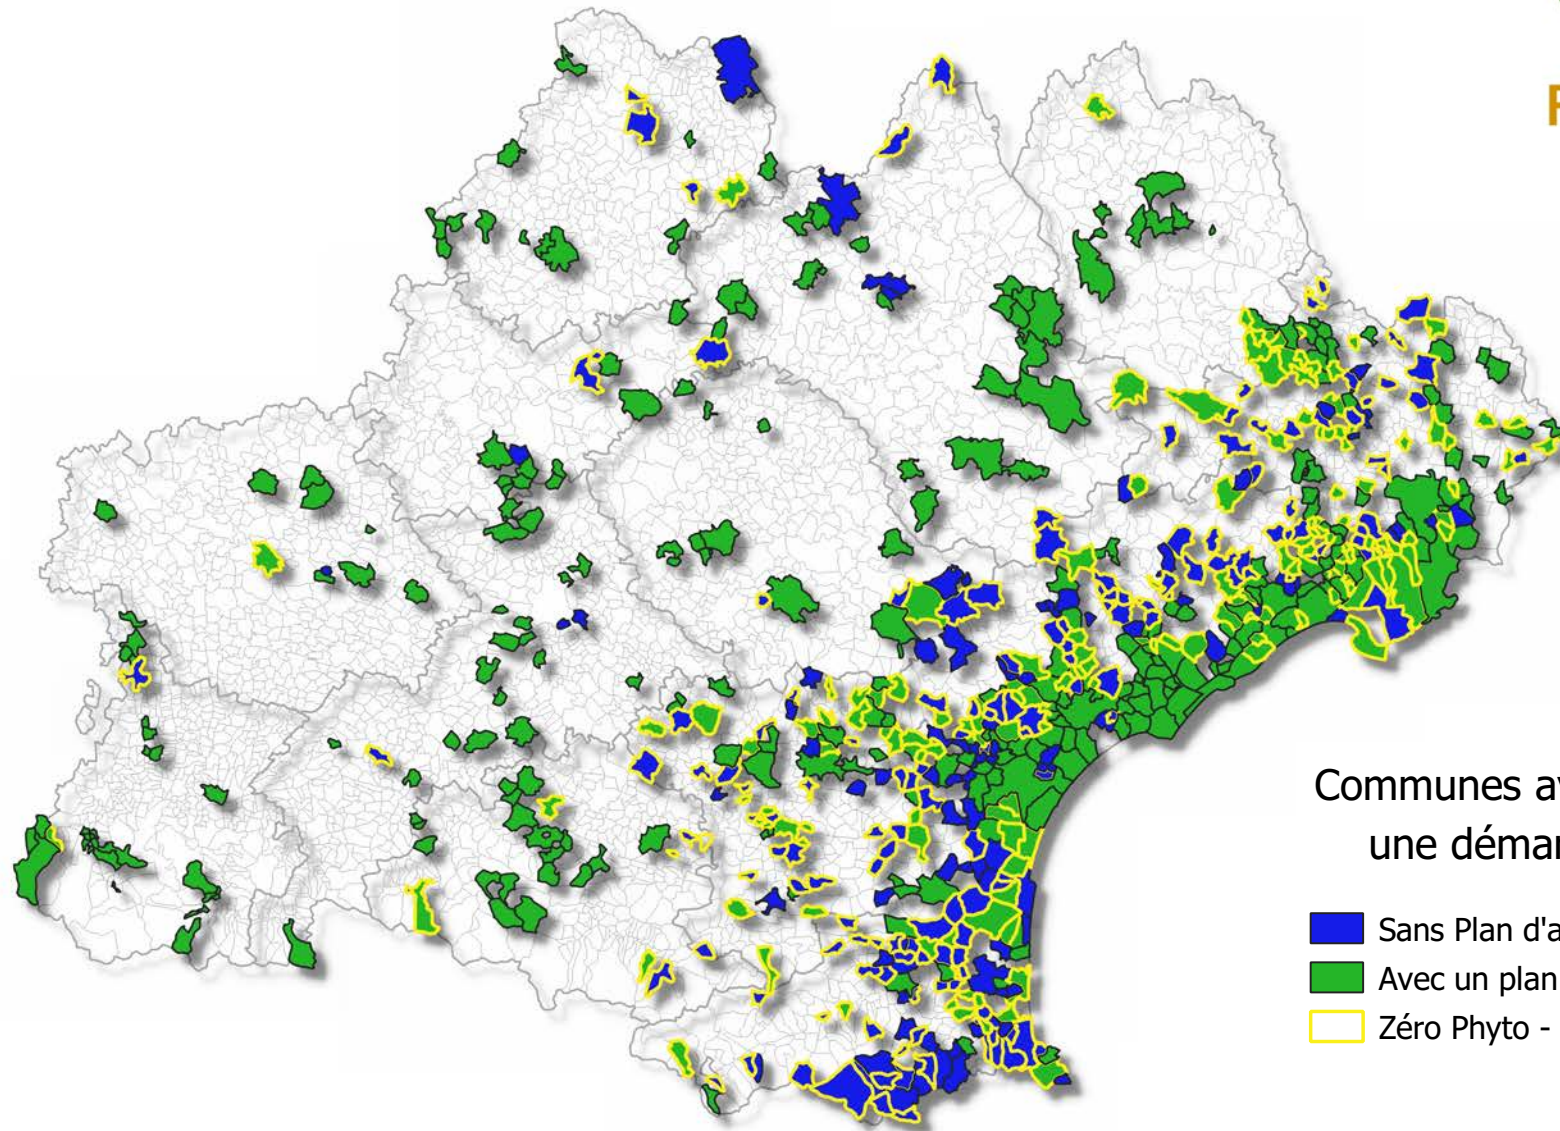 Communes av
une démar
Sans Plan d'a
Avec un plan
Zéro Phyto -